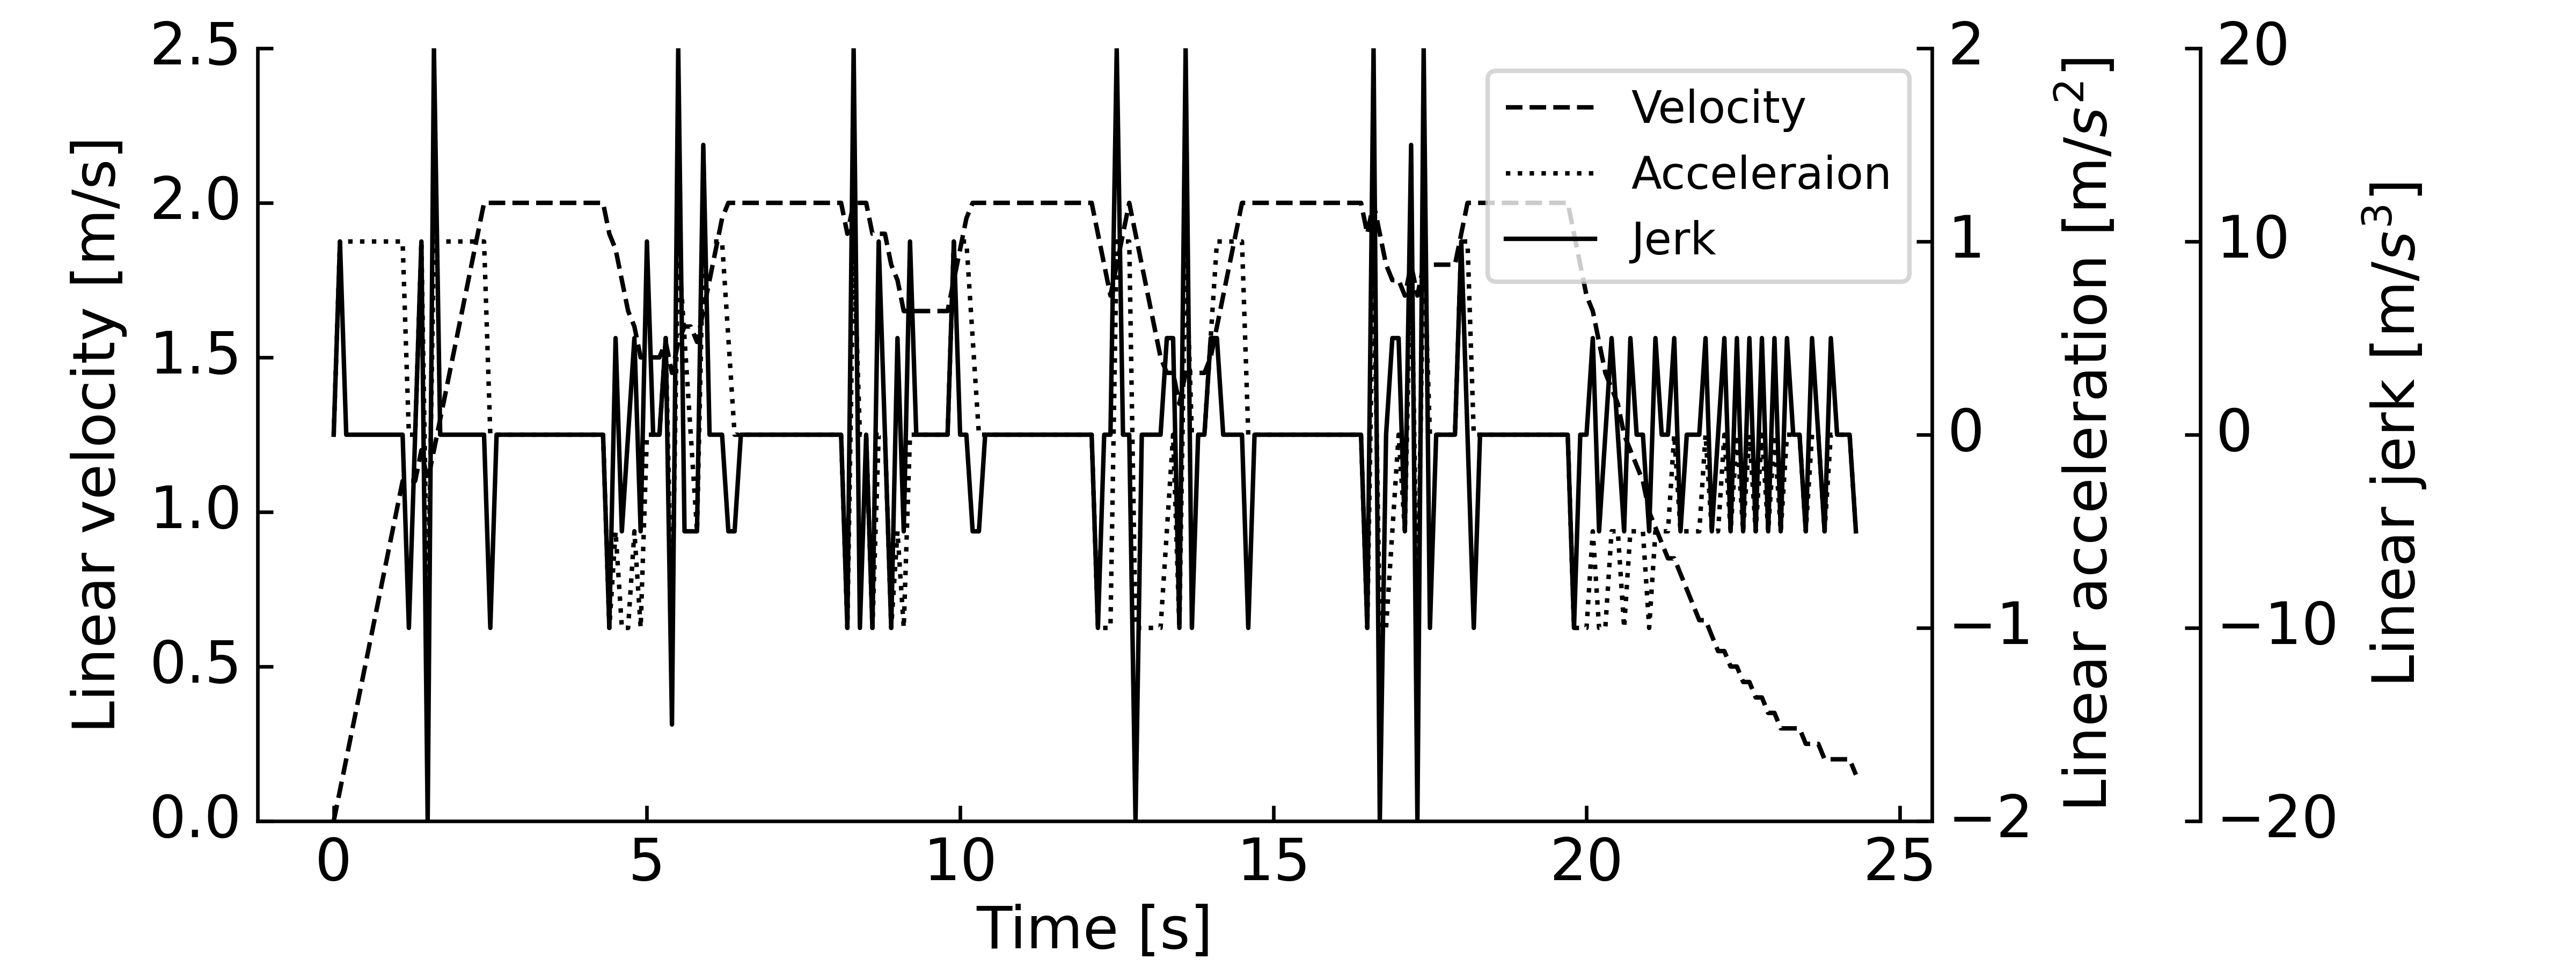 Linear velocity [m/s]
2.5
2.0
1.5
1.0
0.5
0.0
0 5 10 15 20 25
Time [s]
Velocity
Acceleraion
Jerk
2
1
0
−1
−2
Linear acceleration [m/s²]
20
10
0
−10
−20
Linear jerk [m/s³]